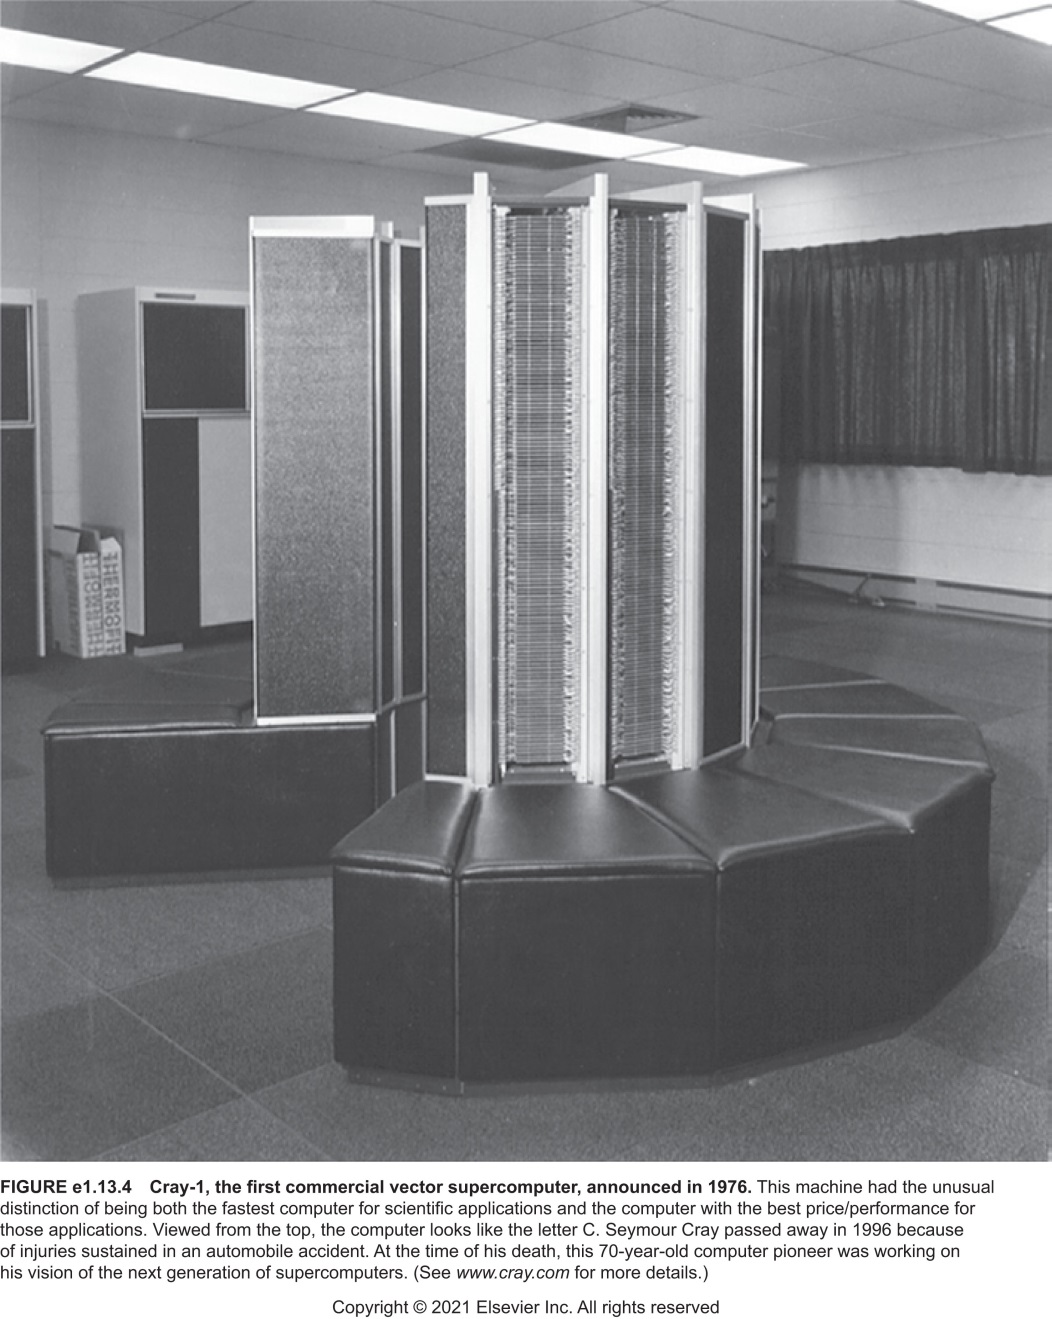 THERMOFIT
FIGURE e1.13.4 Cray-1, the first commercial vector supercomputer, announced in 1976. This machine had the unusual
distinction of being both the fastest computer for scientific applications and the computer with the best price/performance for
those applications. Viewed from the top, the computer looks like the letter C. Seymour Cray passed away in 1996 because
of injuries sustained in an automobile accident. At the time of his death, this 70-year-old computer pioneer was working on
his vision of the next generation of supercomputers. (See www.cray.com for more details.)
Copyright © 2021 Elsevier Inc. All rights reserved